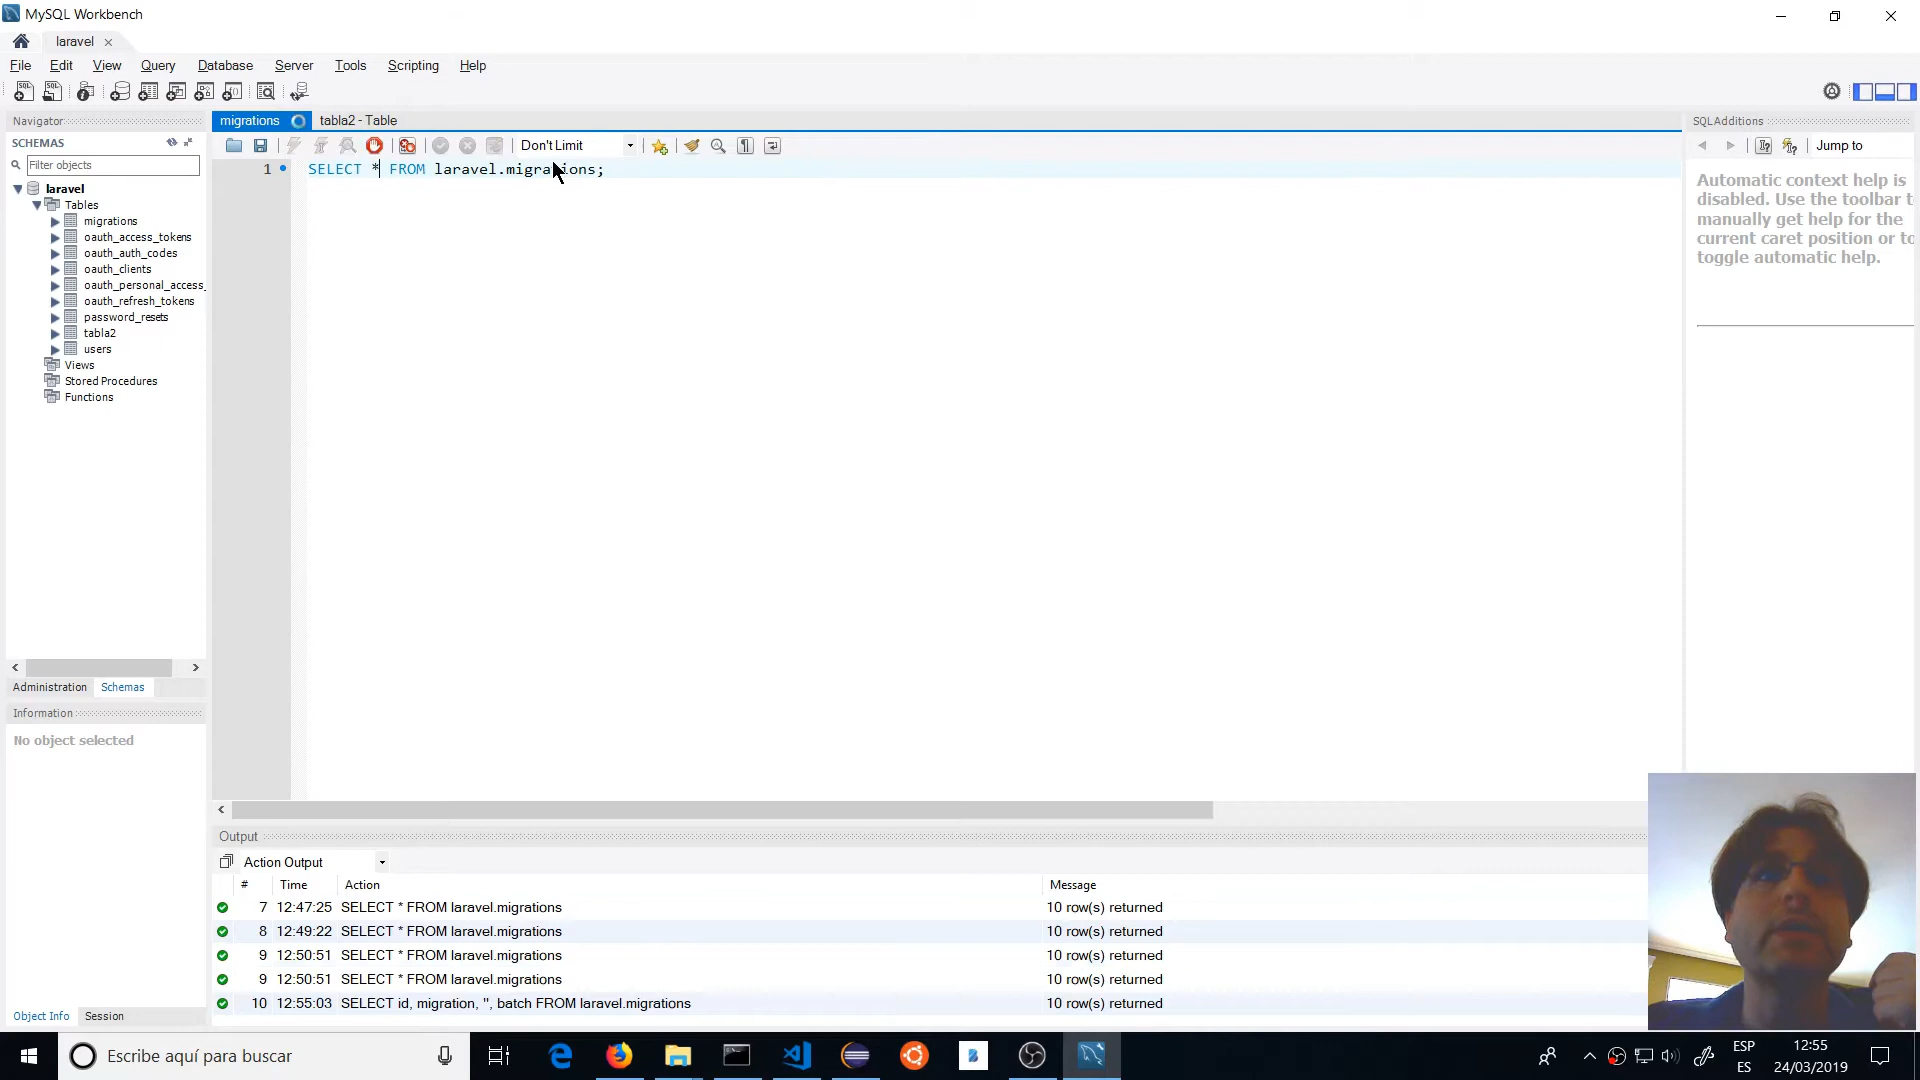 MySQL Workbench
laravel
File Edit View Query Database Server Tools Scripting Help
Navigator
SCHEMAS
Filter objects
laravel
Tables
migrations
oauth_access_tokens
oauth_auth_codes
oauth_clients
oauth_personal_access_
oauth_refresh_tokens
password_resets
tabla2
users
Views
Stored Procedures
Functions
Administration Schemas
Information
No object selected
Object Info Session
migrations tabla2 - Table
Don't Limit
1 SELECT * FROM laravel.migrations;
SQLAdditions
Jump to
Automatic context help is
disabled. Use the toolbar t
manually get help for the
current caret position or to
toggle automatic help.
Output
Action Output
# Time Action Message
7 12:47:25 SELECT * FROM laravel.migrations 10 row(s) returned
8 12:49:22 SELECT * FROM laravel.migrations 10 row(s) returned
9 12:50:51 SELECT * FROM laravel.migrations 10 row(s) returned
9 12:50:51 SELECT * FROM laravel.migrations 10 row(s) returned
10 12:55:03 SELECT id, migration, '', batch FROM laravel.migrations 10 row(s) returned
Escribe aquí para buscar
ESP
ES
12:55
24/03/2019